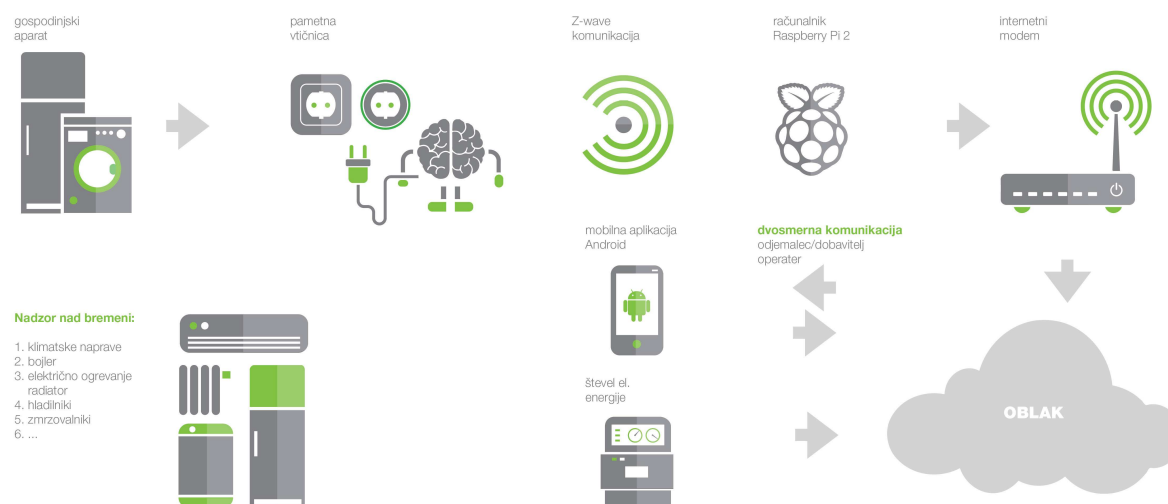 gospodinjski
aparat
pametna
vtičnica
Z-wave
komunikacija
računalnik
Raspberry Pi 2
internetni
modem
mobilna aplikacija
Android
dvosmerna komunikacija
odjemalec/dobavitelj
operater
Nadzor nad bremeni:
1. klimatske naprave
2. bojler
3. električno ogrevanje
radiator
4. hladilniki
5. zmrzovalniki
6. ...
števel el.
energije
OBLAK